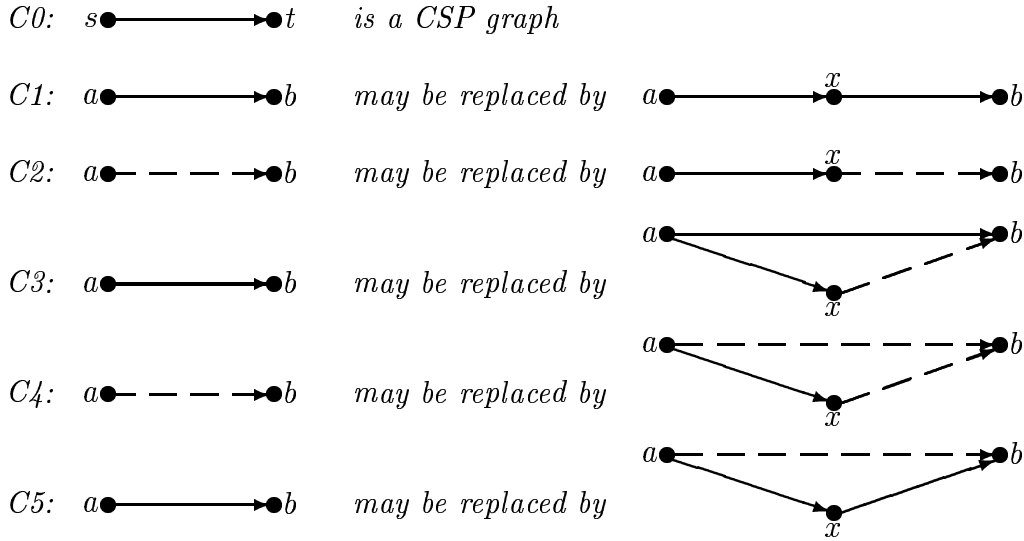 C0: s t is a CSP graph
C1: a b may be replaced by a x b
C2: a b may be replaced by a x b
C3: a b may be replaced by a b x
C4: a b may be replaced by a b x
C5: a b may be replaced by a b x